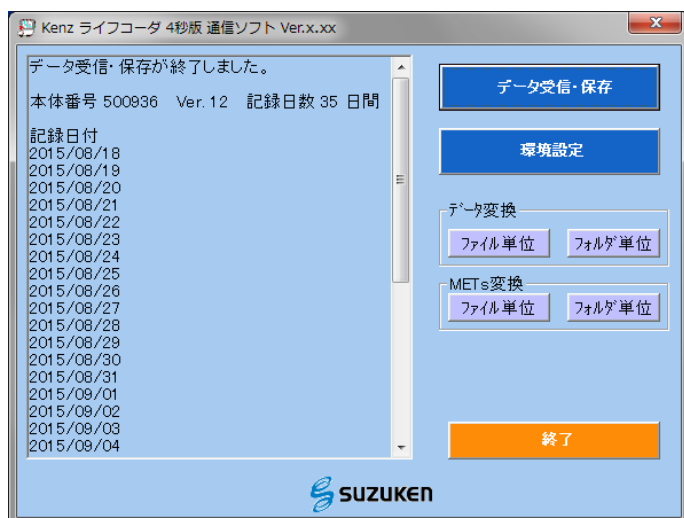 Kenz ライフコーダ 4秒版 通信ソフト Ver.x.xx
データ受信・保存が終了しました。
本体番号 500936 Ver. 12 記録日数 35 日間
記録日付
2015/08/18
2015/08/19
2015/08/20
2015/08/21
2015/08/22
2015/08/23
2015/08/24
2015/08/25
2015/08/26
2015/08/27
2015/08/28
2015/08/29
2015/08/30
2015/08/31
2015/09/01
2015/09/02
2015/09/03
2015/09/04
データ受信・保存
環境設定
データ変換
ファイル単位 フォルダ単位
METs変換
ファイル単位 フォルダ単位
終了
SUZUKEN